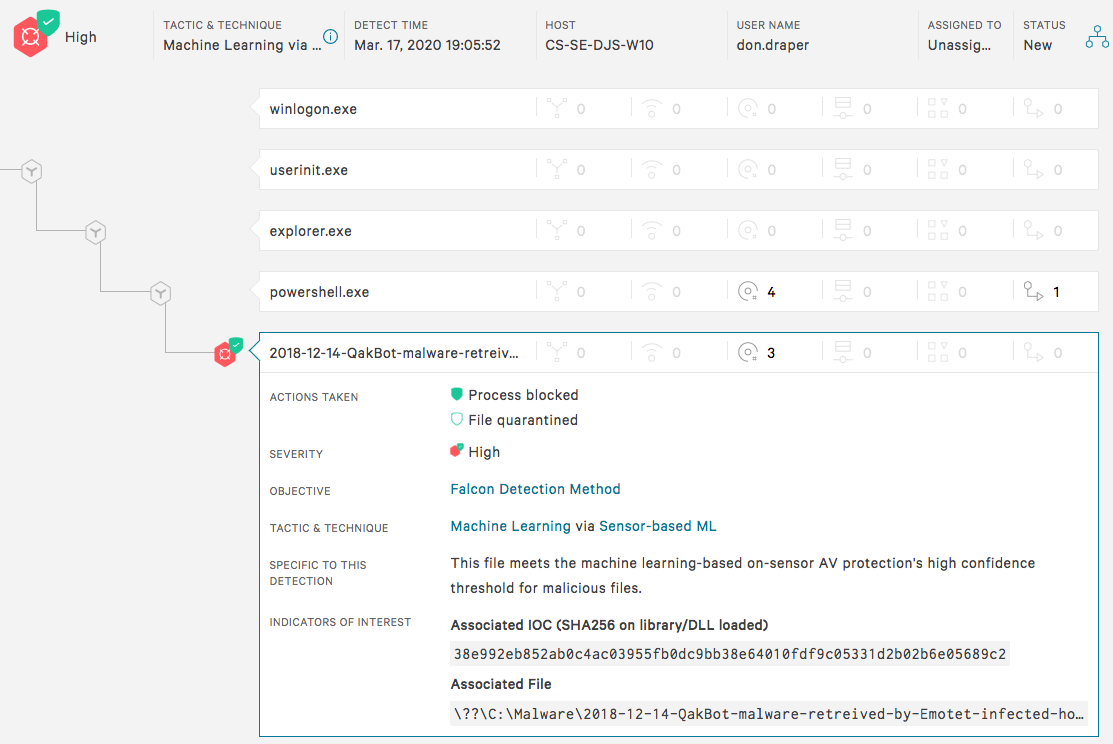 High
TACTIC & TECHNIQUE
Machine Learning via ...
DETECT TIME
Mar. 17, 2020 19:05:52
HOST
CS-SE-DJS-W10
USER NAME
don.draper
ASSIGNED TO
Unassig...
STATUS
New
winlogon.exe 0 0 0 0 0 0
userinit.exe 0 0 0 0 0 0
explorer.exe 0 0 0 0 0 0
powershell.exe 0 0 4 0 0 1
2018-12-14-QakBot-malware-retreiv... 0 0 3 0 0 0
ACTIONS TAKEN
Process blocked
File quarantined
SEVERITY
High
OBJECTIVE
Falcon Detection Method
TACTIC & TECHNIQUE
Machine Learning via Sensor-based ML
SPECIFIC TO THIS
DETECTION
This file meets the machine learning-based on-sensor AV protection's high confidence
threshold for malicious files.
INDICATORS OF INTEREST
Associated IOC (SHA256 on library/DLL loaded)
38e992eb852ab0c4ac03955fb0dc9bb38e64010fdf9c05331d2b02b6e05689c2
Associated File
\??\C:\Malware\2018-12-14-QakBot-malware-retreived-by-Emotet-infected-ho...